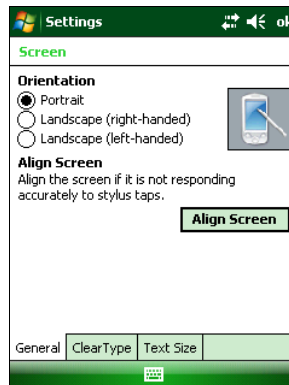 Settings
ok
Screen
Orientation
Portrait
Landscape (right-handed)
Landscape (left-handed)
Align Screen
Align the screen if it is not responding
accurately to stylus taps.
Align Screen
General ClearType Text Size